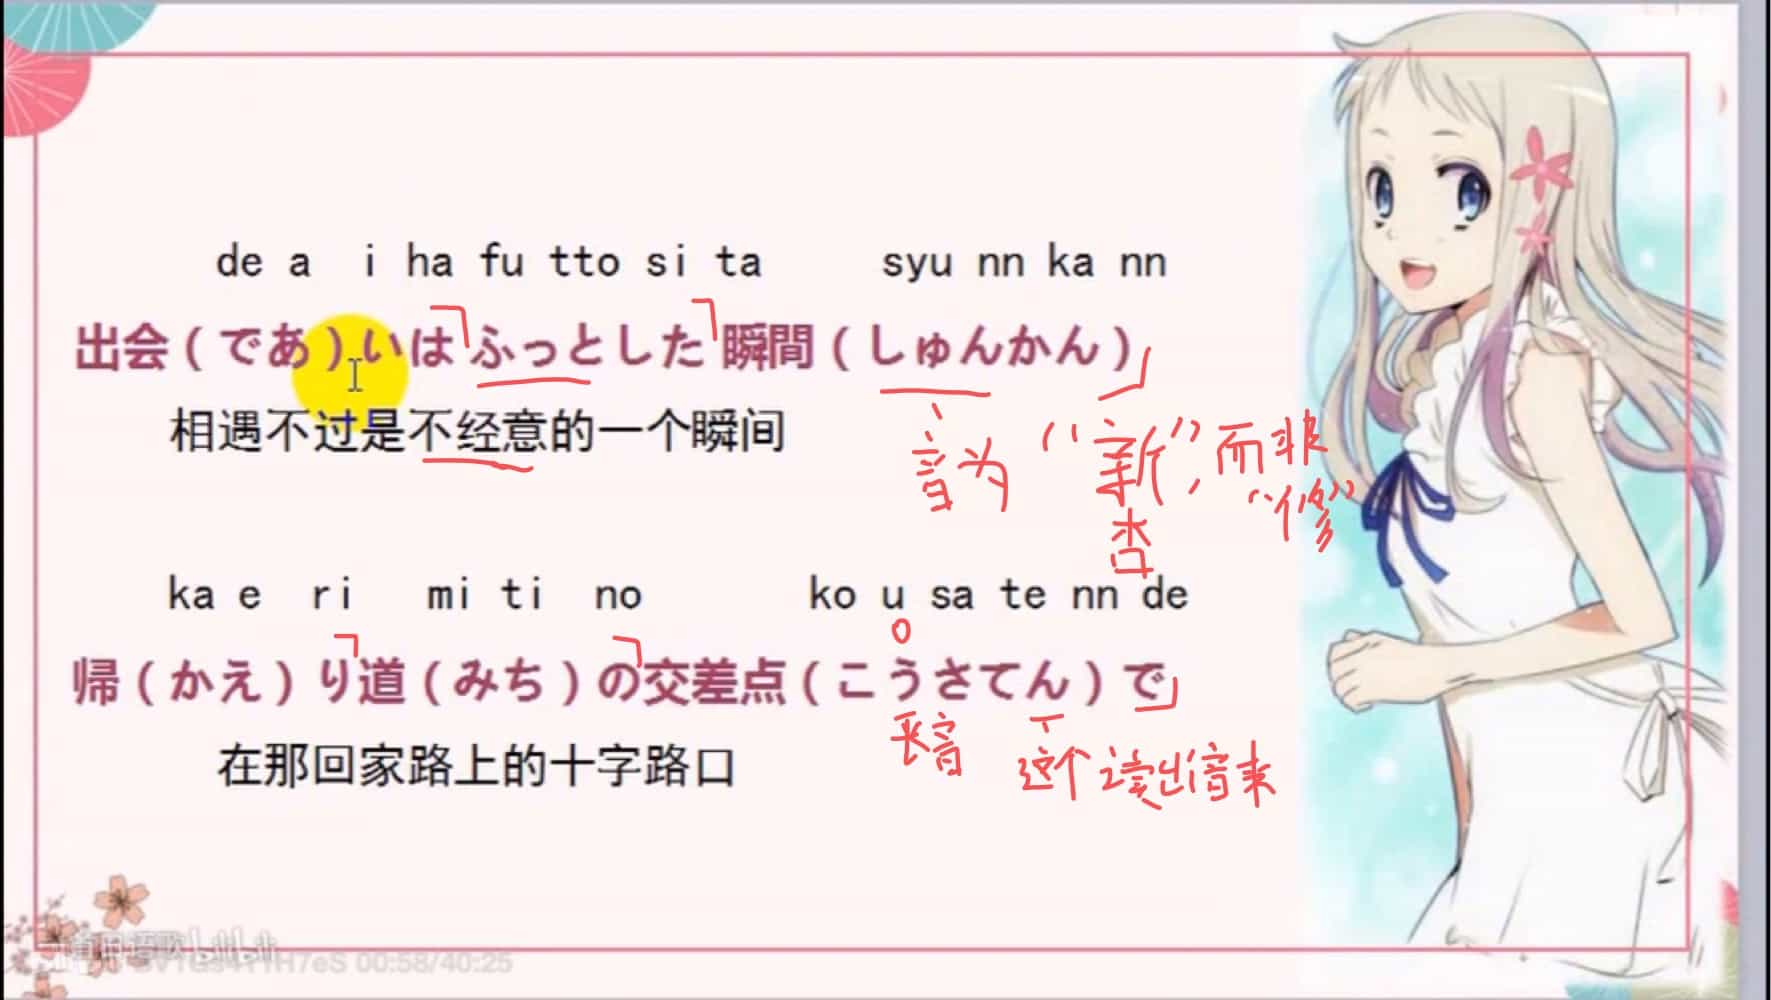 de a i ha fu tto si ta syu nn ka nn
出会（であ）いはふっとした瞬間（しゅんかん）
相遇不过是不经意的一个瞬间
音为“新”，而非
“修”
杏
ka e ri mi ti no ko u sa te nn de
o
帰（かえ）り道（みち）の交差点（こうさてん）で
长音 这个读出音来
在那回家路上的十字路口
00:58/40:25